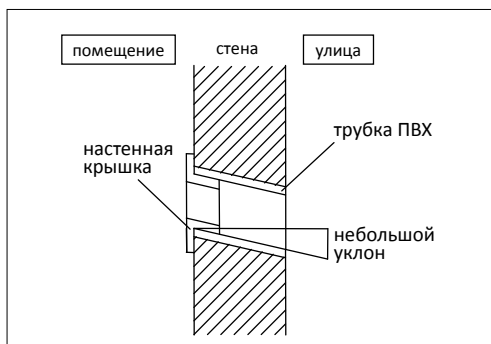 помещение
стена
улица
настенная
крышка
трубка ПВХ
небольшой
уклон